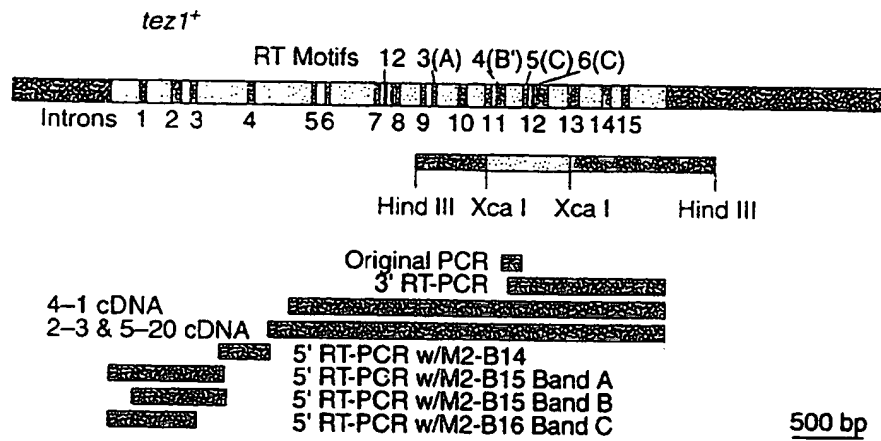 tez1+
RT Motifs 12 3(A) 4(B') 5(C) 6(C)
Introns 1 2 3 4 5 6 7 8 9 10 11 12 13 14 15
Hind III Xca I Xca I Hind III
Original PCR
3' RT-PCR
4–1 cDNA
2–3 & 5–20 cDNA
5' RT-PCR w/M2-B14
5' RT-PCR w/M2-B15 Band A
5' RT-PCR w/M2-B15 Band B
5' RT-PCR w/M2-B16 Band C
500 bp